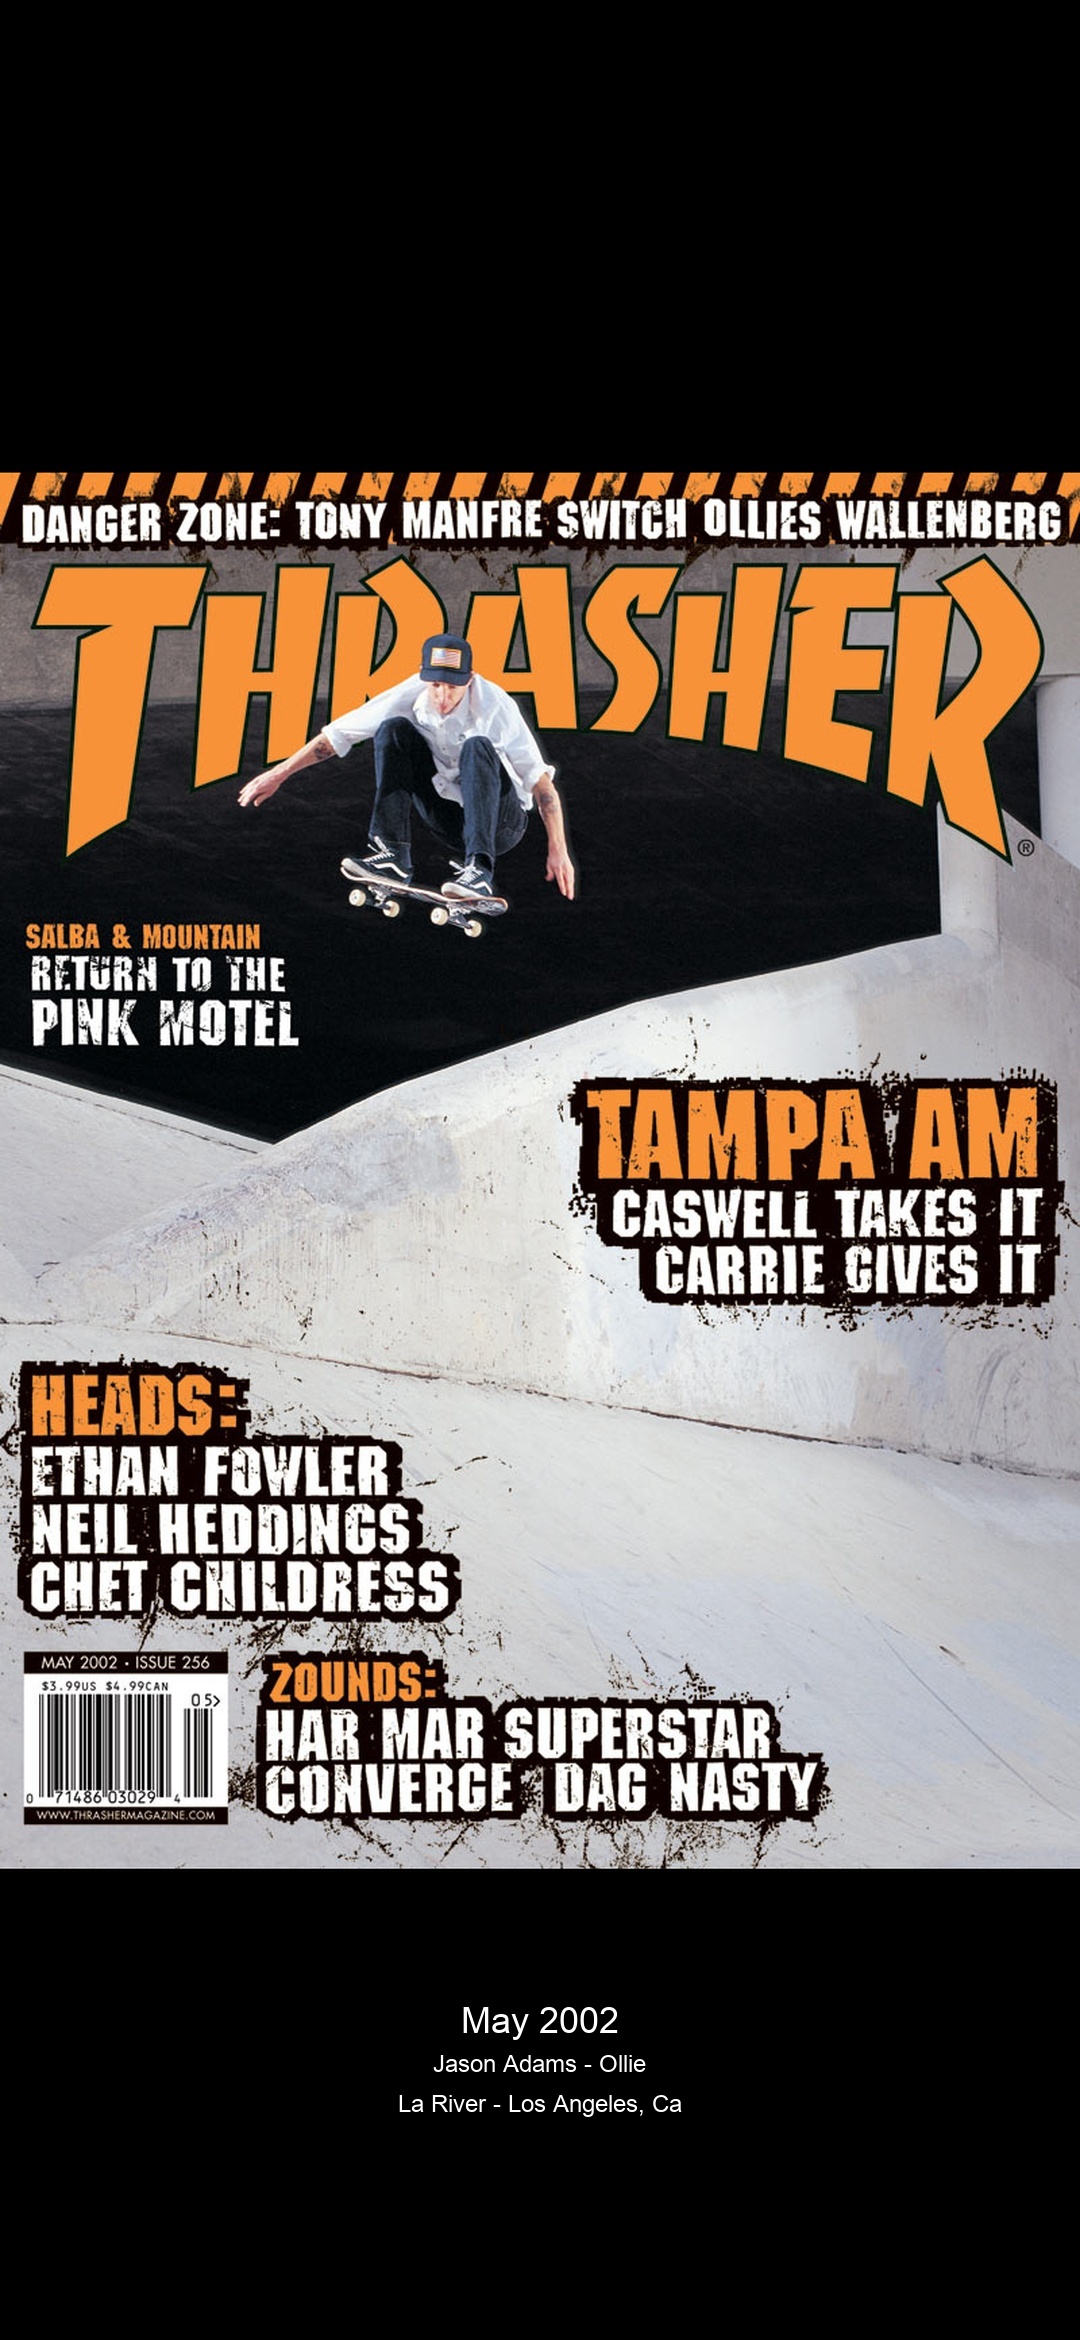 DANGER ZONE: TONY MANFRE SWITCH OLLIES WALLENBERG
THRASHER
®
SALBA & MOUNTAIN
RETURN TO THE
PINK MOTEL
TAMPA AM
CASWELL TAKES IT
CARRIE GIVES IT
HEADS:
ETHAN FOWLER
NEIL HEDDINGS
CHET CHILDRESS
MAY 2002 · ISSUE 256
$3.99US $4.99CAN
05>
0 71486 03029 4
WWW.THRASHERMAGAZINE.COM
ZOUNDS:
HAR MAR SUPERSTAR
CONVERGE DAG NASTY
May 2002
Jason Adams - Ollie
La River - Los Angeles, Ca